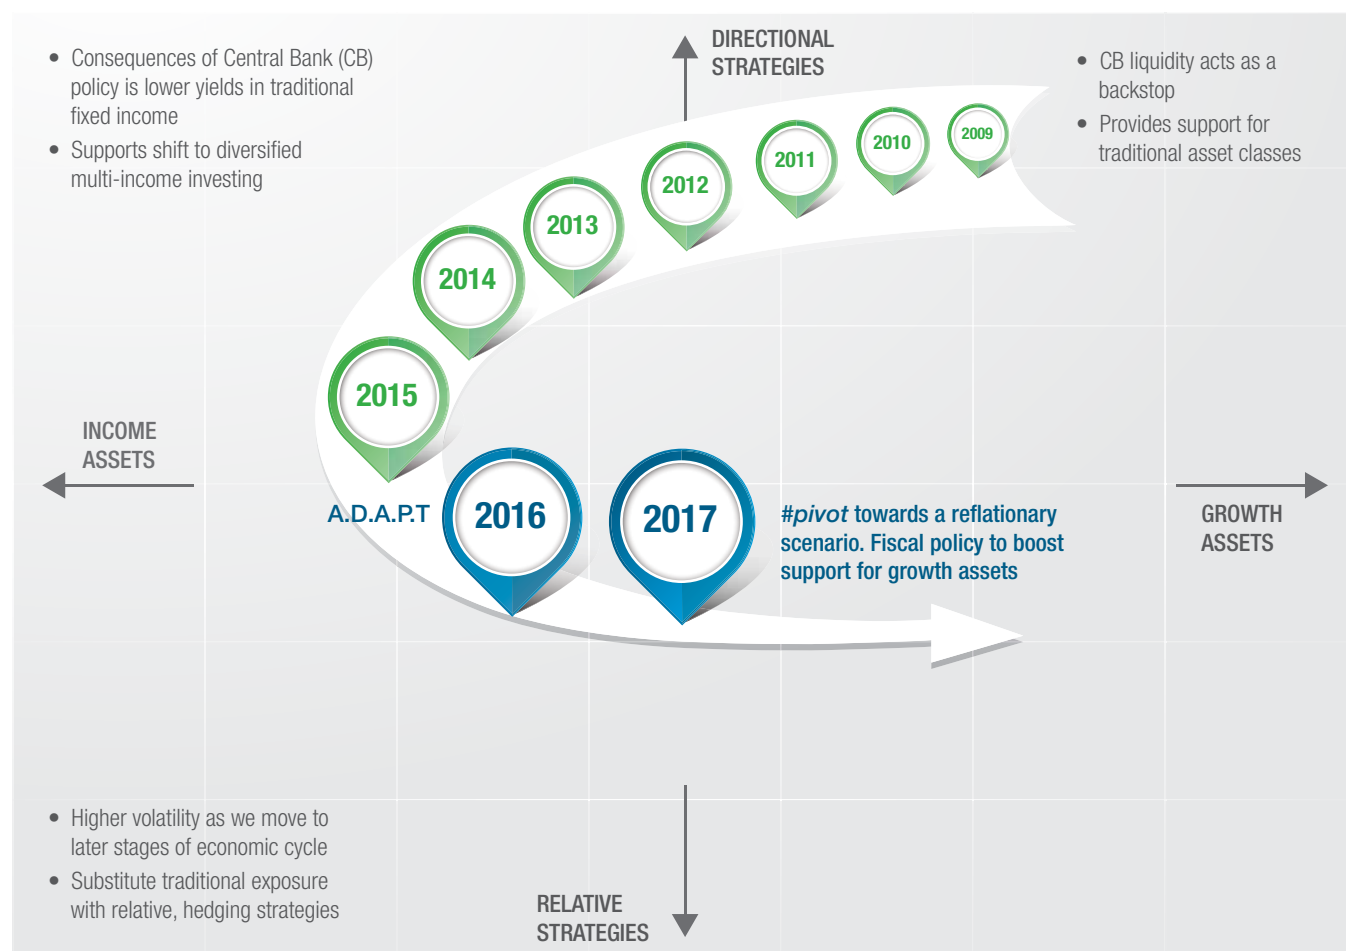 • Consequences of Central Bank (CB)
policy is lower yields in traditional
fixed income
• Supports shift to diversified
multi-income investing
DIRECTIONAL
STRATEGIES
• CB liquidity acts as a
backstop
• Provides support for
traditional asset classes
2009
2010
2011
2012
2013
2014
2015
INCOME
ASSETS
A.D.A.P.T
2016
2017
#pivot towards a reflationary
scenario. Fiscal policy to boost
support for growth assets
GROWTH
ASSETS
• Higher volatility as we move to
later stages of economic cycle
• Substitute traditional exposure
with relative, hedging strategies
RELATIVE
STRATEGIES